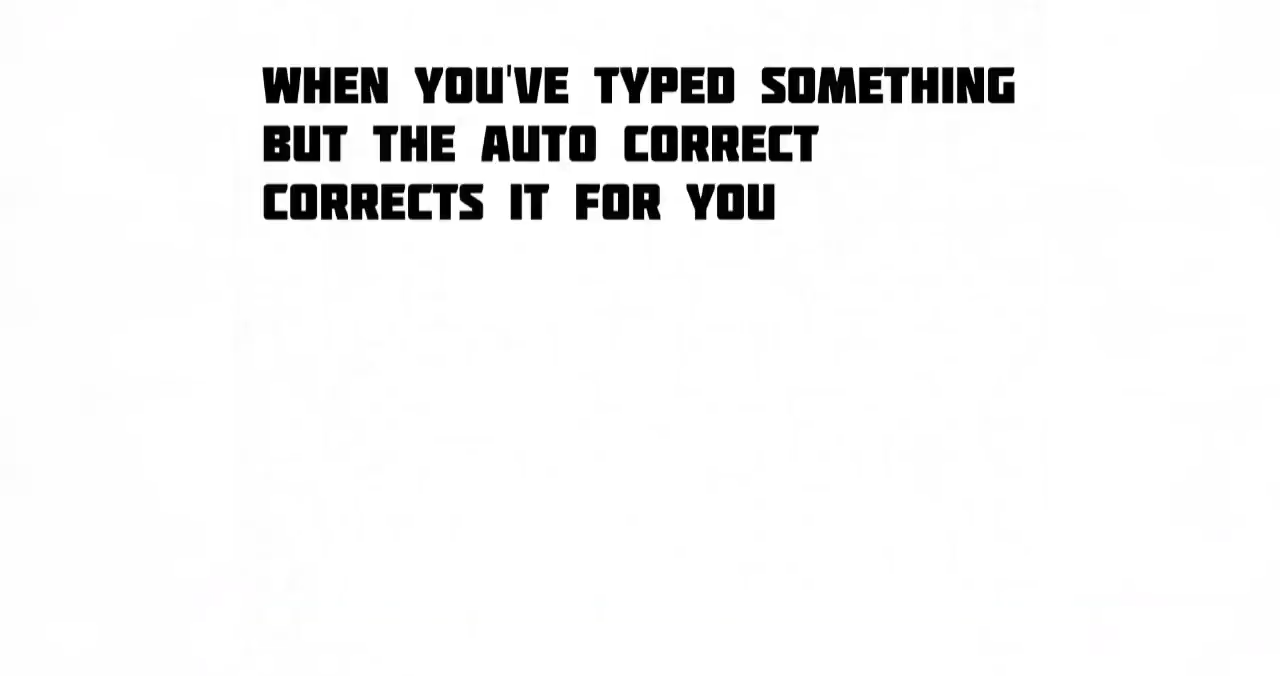 WHEN YOU'VE TYPED SOMETHING
BUT THE AUTO CORRECT
CORRECTS IT FOR YOU